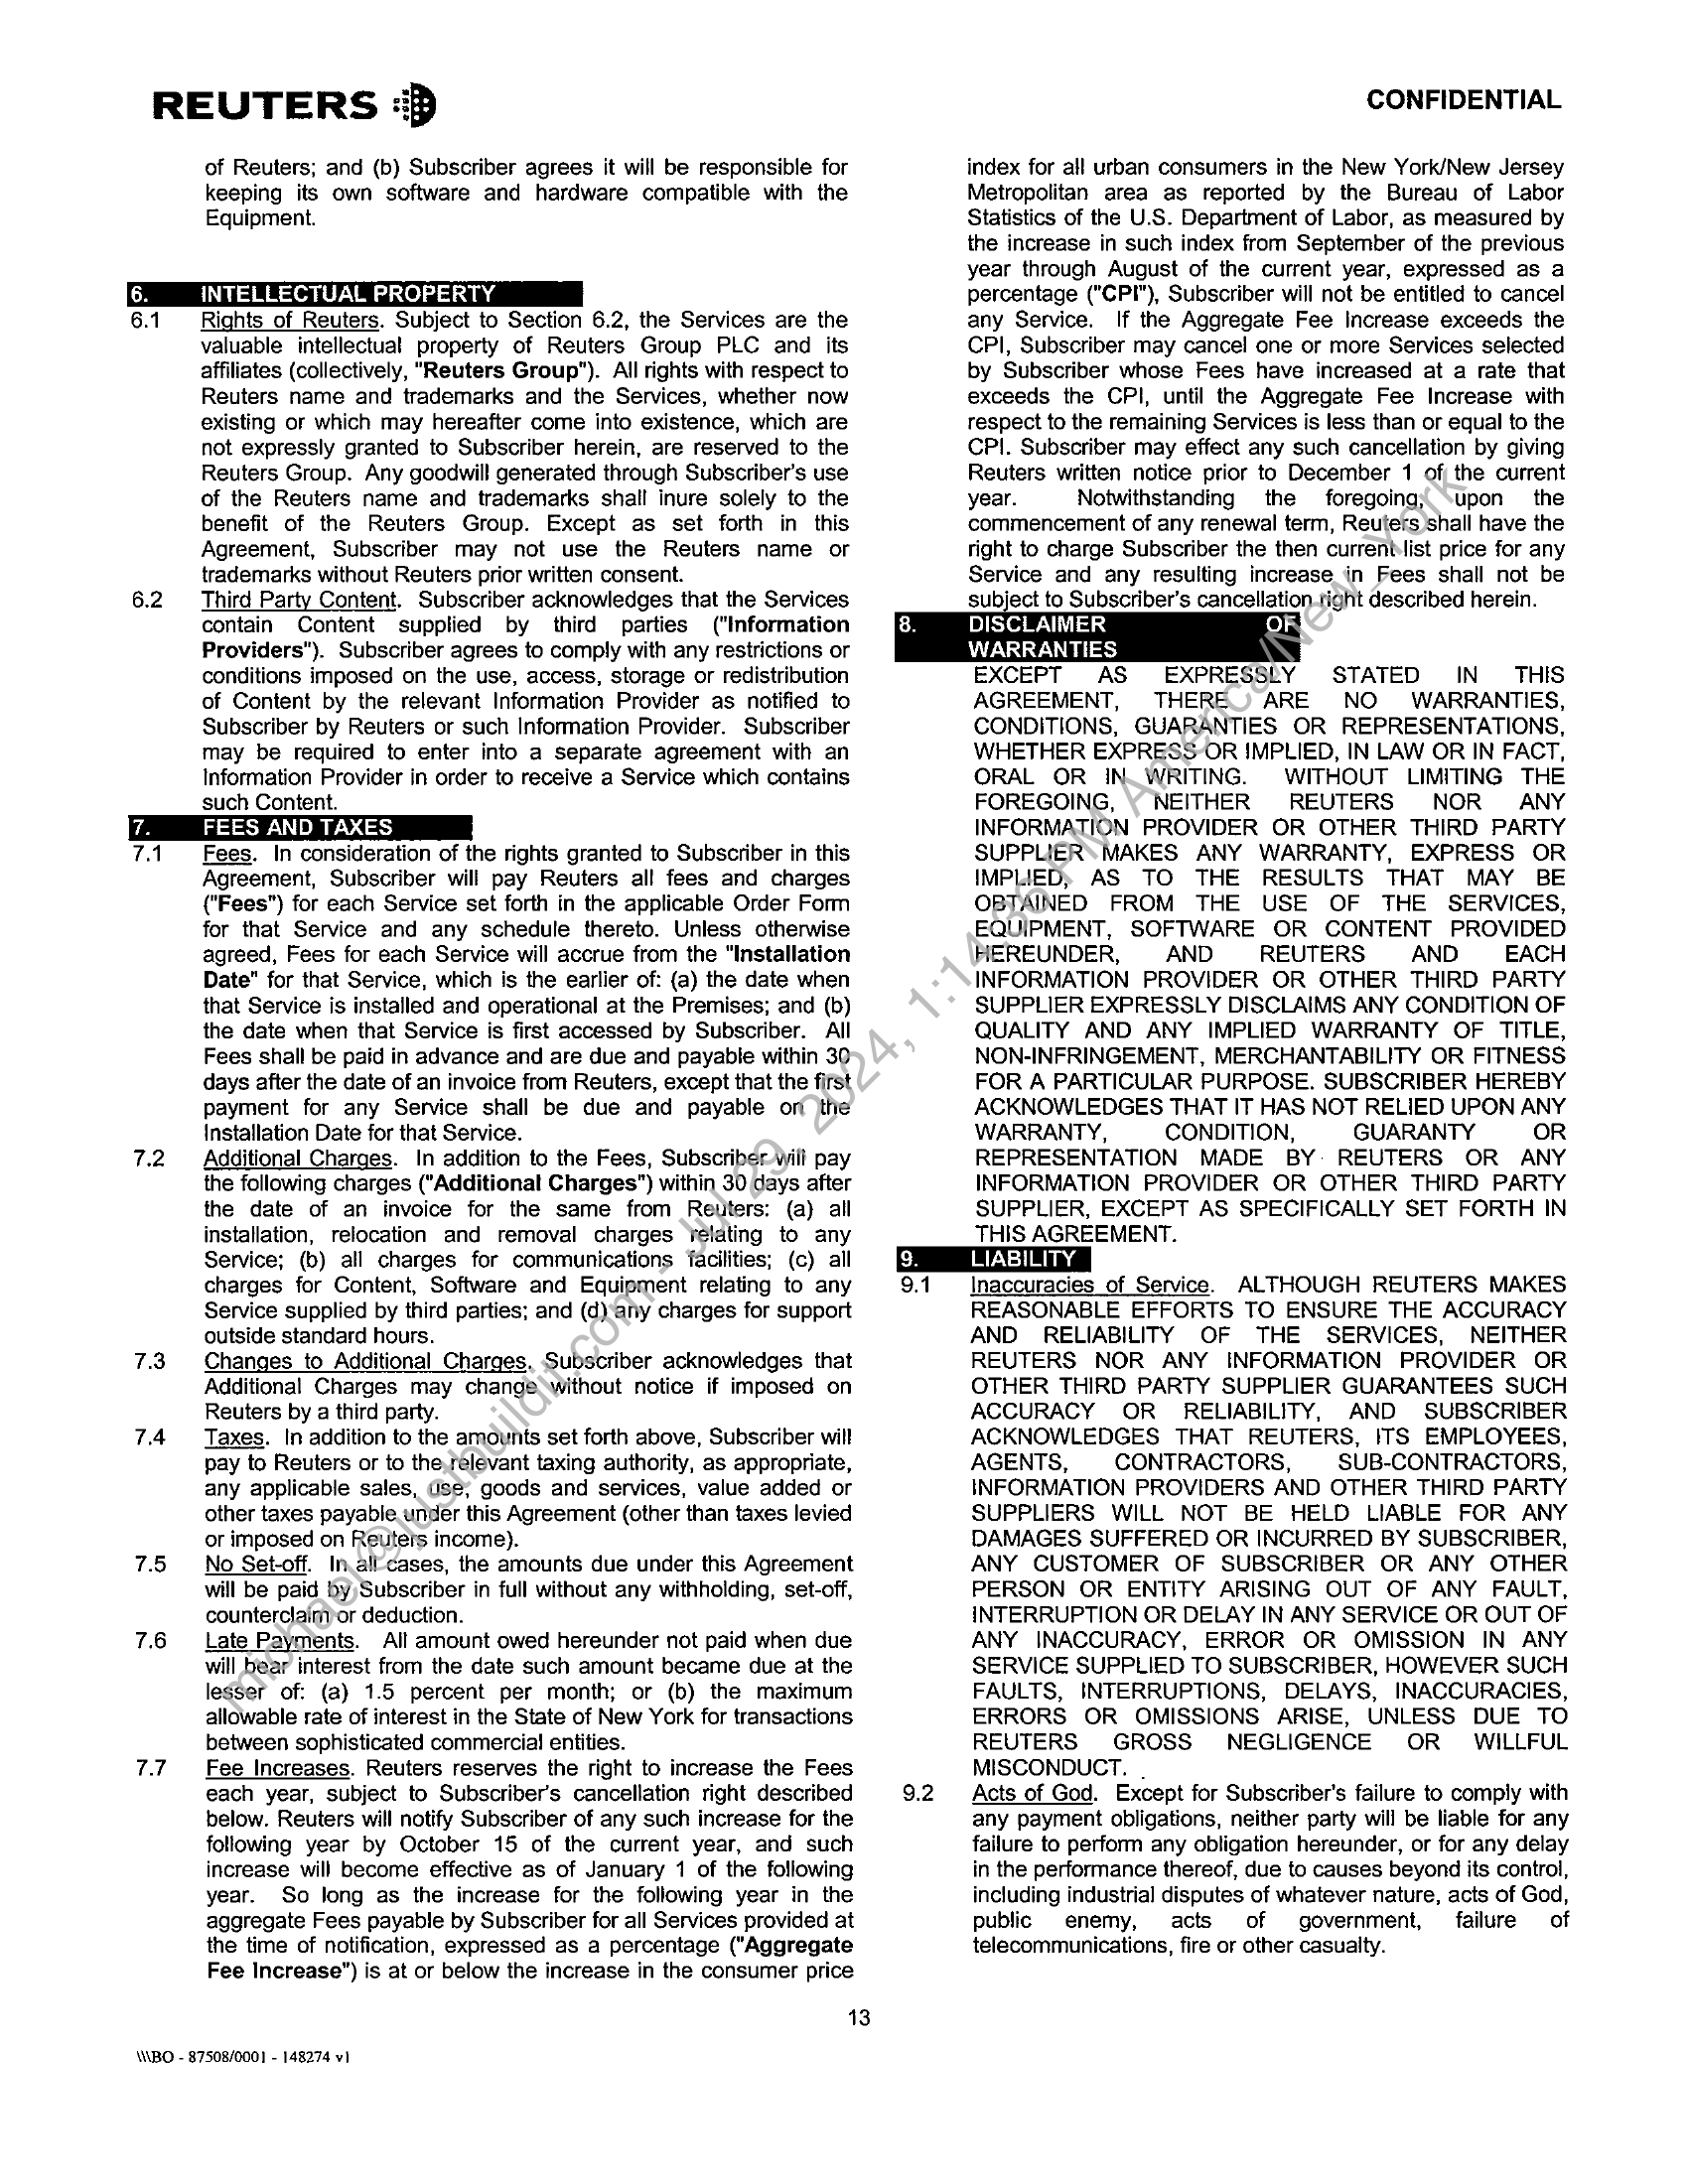 REUTERS
CONFIDENTIAL
of Reuters; and (b) Subscriber agrees it will be responsible for
keeping its own software and hardware compatible with the
Equipment.
6. INTELLECTUAL PROPERTY
6.1 Rights of Reuters. Subject to Section 6.2, the Services are the
valuable intellectual property of Reuters Group PLC and its
affiliates (collectively, "Reuters Group"). All rights with respect to
Reuters name and trademarks and the Services, whether now
existing or which may hereafter come into existence, which are
not expressly granted to Subscriber herein, are reserved to the
Reuters Group. Any goodwill generated through Subscriber's use
of the Reuters name and trademarks shall inure solely to the
benefit of the Reuters Group. Except as set forth in this
Agreement, Subscriber may not use the Reuters name or
trademarks without Reuters prior written consent.
6.2 Third Party Content. Subscriber acknowledges that the Services
contain Content supplied by third parties ("Information
Providers"). Subscriber agrees to comply with any restrictions or
conditions imposed on the use, access, storage or redistribution
of Content by the relevant Information Provider as notified to
Subscriber by Reuters or such Information Provider. Subscriber
may be required to enter into a separate agreement with an
Information Provider in order to receive a Service which contains
such Content.
7. FEES AND TAXES
7.1 Fees. In consideration of the rights granted to Subscriber in this
Agreement, Subscriber will pay Reuters all fees and charges
("Fees") for each Service set forth in the applicable Order Form
for that Service and any schedule thereto. Unless otherwise
agreed, Fees for each Service will accrue from the "Installation
Date" for that Service, which is the earlier of: (a) the date when
that Service is installed and operational at the Premises; and (b)
the date when that Service is first accessed by Subscriber. All
Fees shall be paid in advance and are due and payable within 30
days after the date of an invoice from Reuters, except that the first
payment for any Service shall be due and payable on the
Installation Date for that Service.
7.2 Additional Charges. In addition to the Fees, Subscriber will pay
the following charges ("Additional Charges") within 30 days after
the date of an invoice for the same from Reuters: (a) all
installation, relocation and removal charges relating to any
Service; (b) all charges for communications facilities; (c) all
charges for Content, Software and Equipment relating to any
Service supplied by third parties; and (d) any charges for support
outside standard hours.
7.3 Changes to Additional Charges. Subscriber acknowledges that
Additional Charges may change without notice if imposed on
Reuters by a third party.
7.4 Taxes. In addition to the amounts set forth above, Subscriber will
pay to Reuters or to the relevant taxing authority, as appropriate,
any applicable sales, use, goods and services, value added or
other taxes payable under this Agreement (other than taxes levied
or imposed on Reuters income).
7.5 No Set-off. In all cases, the amounts due under this Agreement
will be paid by Subscriber in full without any withholding, set-off,
counterclaim or deduction.
7.6 Late Payments. All amount owed hereunder not paid when due
will bear interest from the date such amount became due at the
lesser of: (a) 1.5 percent per month; or (b) the maximum
allowable rate of interest in the State of New York for transactions
between sophisticated commercial entities.
7.7 Fee Increases. Reuters reserves the right to increase the Fees
each year, subject to Subscriber's cancellation right described
below. Reuters will notify Subscriber of any such increase for the
following year by October 15 of the current year, and such
increase will become effective as of January 1 of the following
year. So long as the increase for the following year in the
aggregate Fees payable by Subscriber for all Services provided at
the time of notification, expressed as a percentage ("Aggregate
Fee Increase") is at or below the increase in the consumer price
index for all urban consumers in the New York/New Jersey
Metropolitan area as reported by the Bureau of Labor
Statistics of the U.S. Department of Labor, as measured by
the increase in such index from September of the previous
year through August of the current year, expressed as a
percentage ("CPI"), Subscriber will not be entitled to cancel
any Service. If the Aggregate Fee Increase exceeds the
CPI, Subscriber may cancel one or more Services selected
by Subscriber whose Fees have increased at a rate that
exceeds the CPI, until the Aggregate Fee Increase with
respect to the remaining Services is less than or equal to the
CPI. Subscriber may effect any such cancellation by giving
Reuters written notice prior to December 1 of the current
year. Notwithstanding the foregoing, upon the
commencement of any renewal term, Reuters shall have the
right to charge Subscriber the then current list price for any
Service and any resulting increase in Fees shall not be
subject to Subscriber's cancellation right described herein.
8. DISCLAIMER OF
WARRANTIES
EXCEPT AS EXPRESSLY STATED IN THIS
AGREEMENT, THERE ARE NO WARRANTIES,
CONDITIONS, GUARANTIES OR REPRESENTATIONS,
WHETHER EXPRESS OR IMPLIED, IN LAW OR IN FACT,
ORAL OR IN WRITING. WITHOUT LIMITING THE
FOREGOING, NEITHER REUTERS NOR ANY
INFORMATION PROVIDER OR OTHER THIRD PARTY
SUPPLIER MAKES ANY WARRANTY, EXPRESS OR
IMPLIED, AS TO THE RESULTS THAT MAY BE
OBTAINED FROM THE USE OF THE SERVICES,
EQUIPMENT, SOFTWARE OR CONTENT PROVIDED
HEREUNDER, AND REUTERS AND EACH
INFORMATION PROVIDER OR OTHER THIRD PARTY
SUPPLIER EXPRESSLY DISCLAIMS ANY CONDITION OF
QUALITY AND ANY IMPLIED WARRANTY OF TITLE,
NON-INFRINGEMENT, MERCHANTABILITY OR FITNESS
FOR A PARTICULAR PURPOSE. SUBSCRIBER HEREBY
ACKNOWLEDGES THAT IT HAS NOT RELIED UPON ANY
WARRANTY, CONDITION, GUARANTY OR
REPRESENTATION MADE BY REUTERS OR ANY
INFORMATION PROVIDER OR OTHER THIRD PARTY
SUPPLIER, EXCEPT AS SPECIFICALLY SET FORTH IN
THIS AGREEMENT.
9. LIABILITY
9.1 Inaccuracies of Service. ALTHOUGH REUTERS MAKES
REASONABLE EFFORTS TO ENSURE THE ACCURACY
AND RELIABILITY OF THE SERVICES, NEITHER
REUTERS NOR ANY INFORMATION PROVIDER OR
OTHER THIRD PARTY SUPPLIER GUARANTEES SUCH
ACCURACY OR RELIABILITY, AND SUBSCRIBER
ACKNOWLEDGES THAT REUTERS, ITS EMPLOYEES,
AGENTS, CONTRACTORS, SUB-CONTRACTORS,
INFORMATION PROVIDERS AND OTHER THIRD PARTY
SUPPLIERS WILL NOT BE HELD LIABLE FOR ANY
DAMAGES SUFFERED OR INCURRED BY SUBSCRIBER,
ANY CUSTOMER OF SUBSCRIBER OR ANY OTHER
PERSON OR ENTITY ARISING OUT OF ANY FAULT,
INTERRUPTION OR DELAY IN ANY SERVICE OR OUT OF
ANY INACCURACY, ERROR OR OMISSION IN ANY
SERVICE SUPPLIED TO SUBSCRIBER, HOWEVER SUCH
FAULTS, INTERRUPTIONS, DELAYS, INACCURACIES,
ERRORS OR OMISSIONS ARISE, UNLESS DUE TO
REUTERS GROSS NEGLIGENCE OR WILLFUL
MISCONDUCT.
9.2 Acts of God. Except for Subscriber's failure to comply with
any payment obligations, neither party will be liable for any
failure to perform any obligation hereunder, or for any delay
in the performance thereof, due to causes beyond its control,
including industrial disputes of whatever nature, acts of God,
public enemy, acts of government, failure of
telecommunications, fire or other casualty.
13
\\\BO - 87508/0001 - 148274 v1
michael@justbuildit.com - Jul 29, 2024, 1:14:36 PM America/New_York